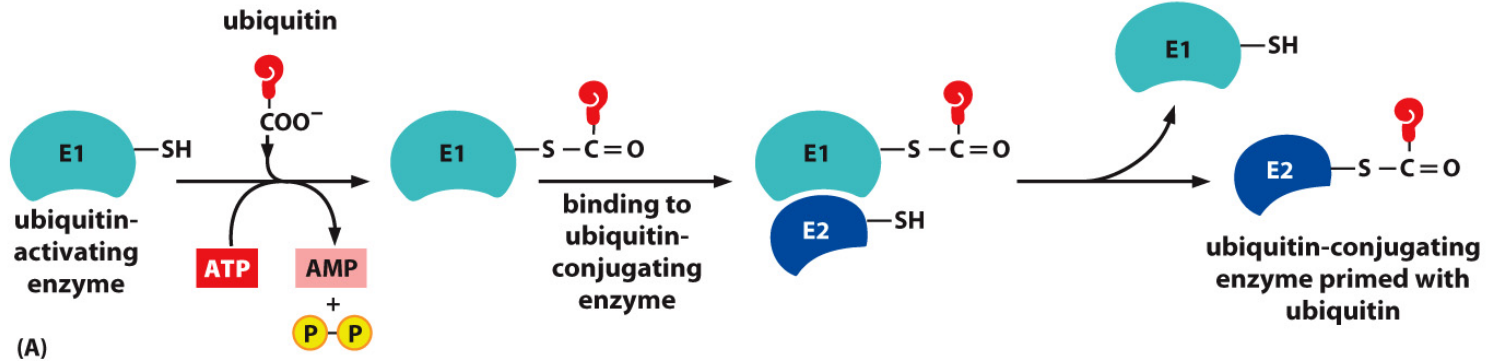 ubiquitin
COO⁻
E1
SH
ubiquitin-
activating
enzyme
ATP
AMP
+
P-P
E1
S – C = O
binding to
ubiquitin-
conjugating
enzyme
E1
S – C = O
E2
SH
E1
SH
E2
S – C = O
ubiquitin-conjugating
enzyme primed with
ubiquitin
(A)